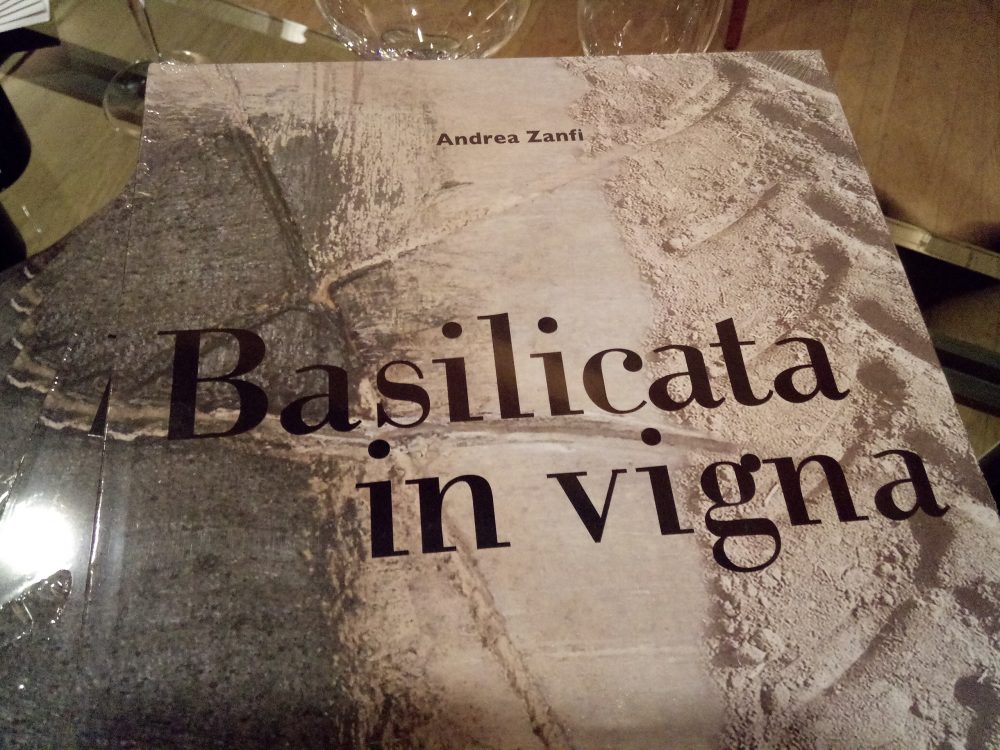 Andrea Zanfi
Basilicata
in vigna